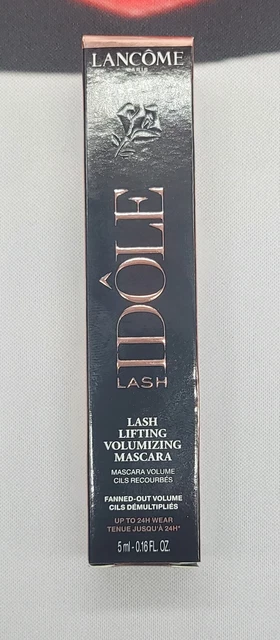 LANCÔME
PARIS
LASH IDÔLE
LASH
LIFTING
VOLUMIZING
MASCARA
MASCARA VOLUME
CILS RECOURBÉS
FANNED-OUT VOLUME
CILS DÉMULTIPLIÉS
UP TO 24H WEAR
TENUE JUSQU'À 24H*
5 ml - 0.16 FL. OZ.